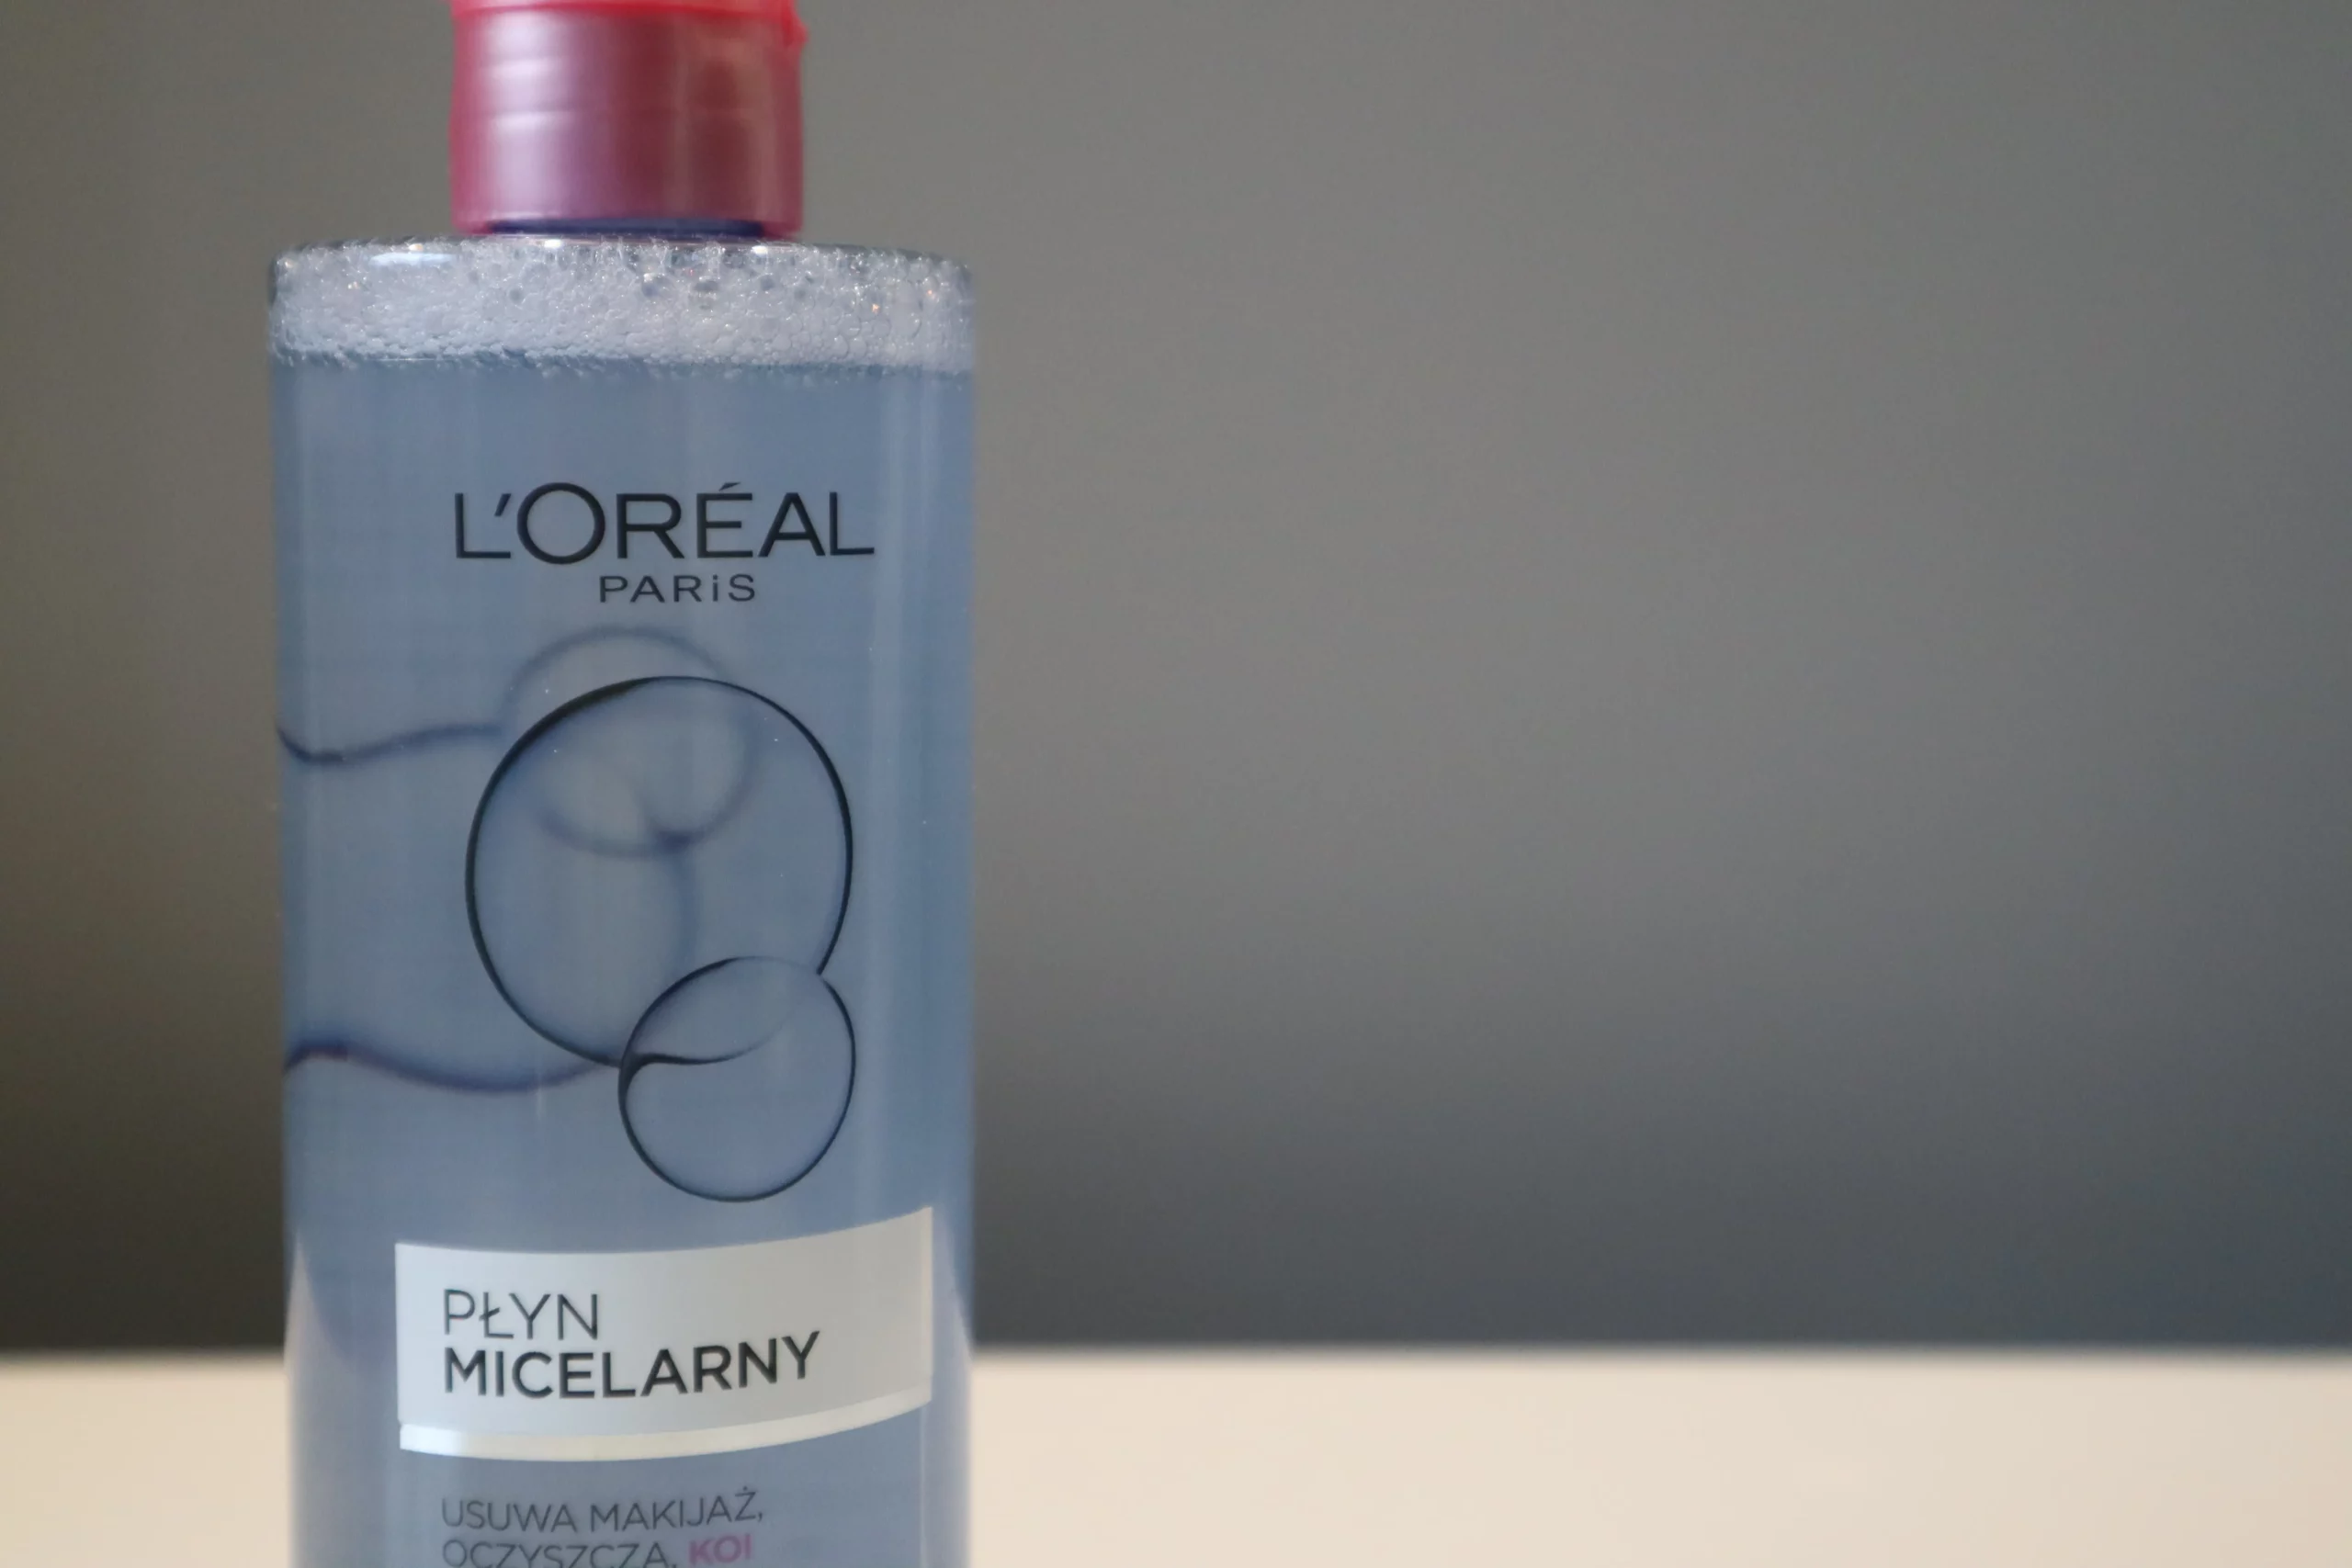 L'ORÉAL
PARiS
PŁYN
MICELARNY
USUWA MAKIJAŻ,
OCZYSZCZA, KOI